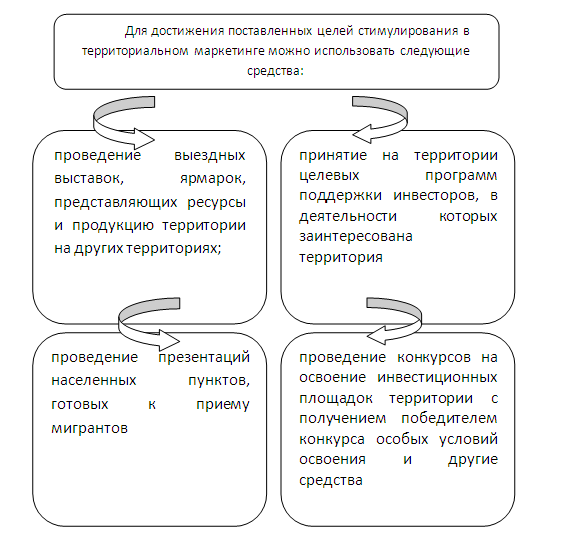 Для достижения поставленных целей стимулирования в
территориальном маркетинге можно использовать следующие
средства:
проведение выездных
выставок, ярмарок,
представляющих ресурсы
и продукцию территории
на других территориях;
принятие на территории
целевых программ
поддержки инвесторов, в
деятельности которых
заинтересована
территория
проведение презентаций
населенных пунктов,
готовых к приему
мигрантов
проведение конкурсов на
освоение инвестиционных
площадок территории с
получением победителем
конкурса особых условий
освоения и другие
средства